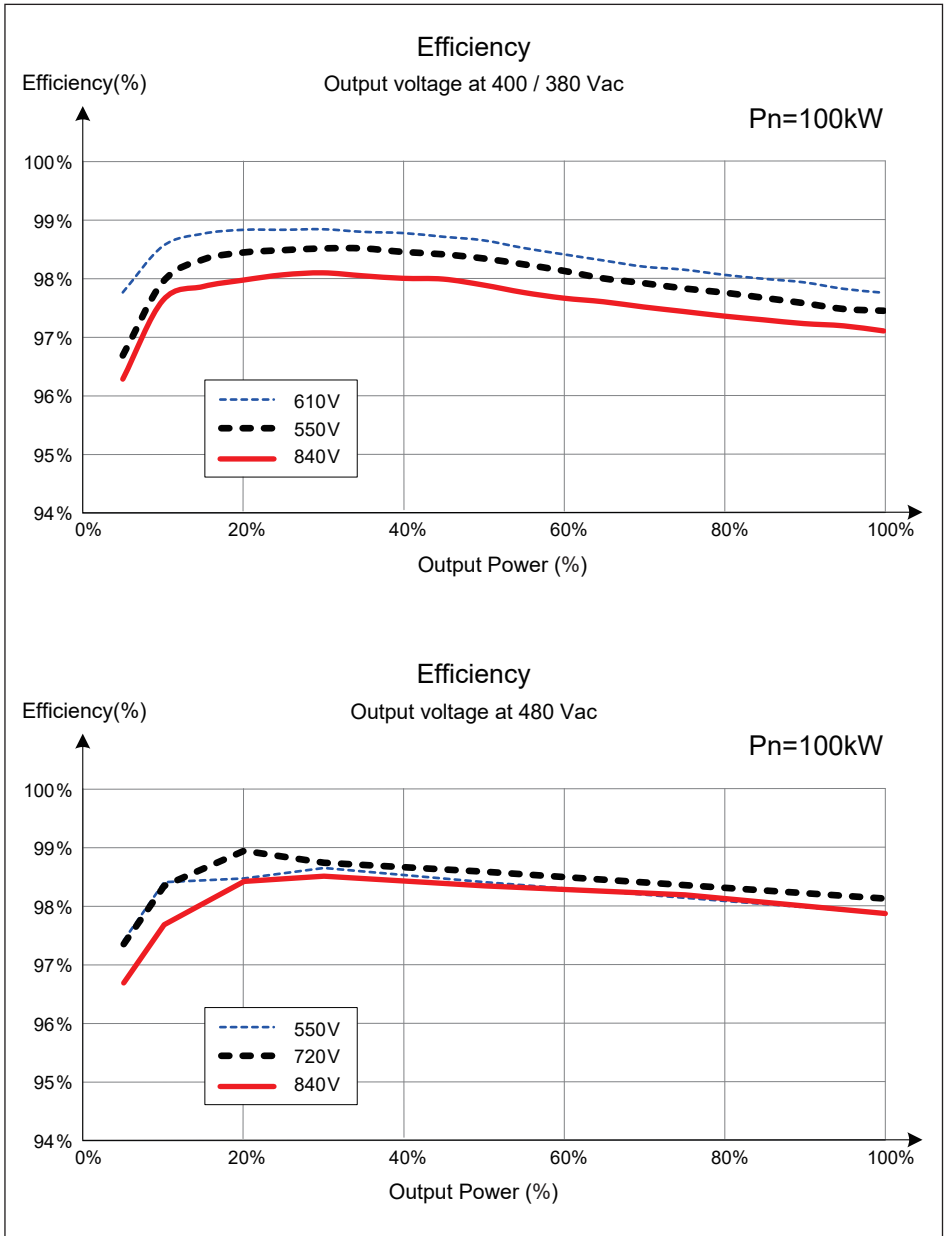 Efficiency
Output voltage at 400 / 380 Vac
Efficiency(%)
Pn=100kW
100%
99%
98%
97%
96%
95%
94%
610V
550V
840V
0%
20%
40%
60%
80%
100%
Output Power (%)
Efficiency
Output voltage at 480 Vac
Efficiency(%)
Pn=100kW
100%
99%
98%
97%
96%
95%
94%
550V
720V
840V
0%
20%
40%
60%
80%
100%
Output Power (%)